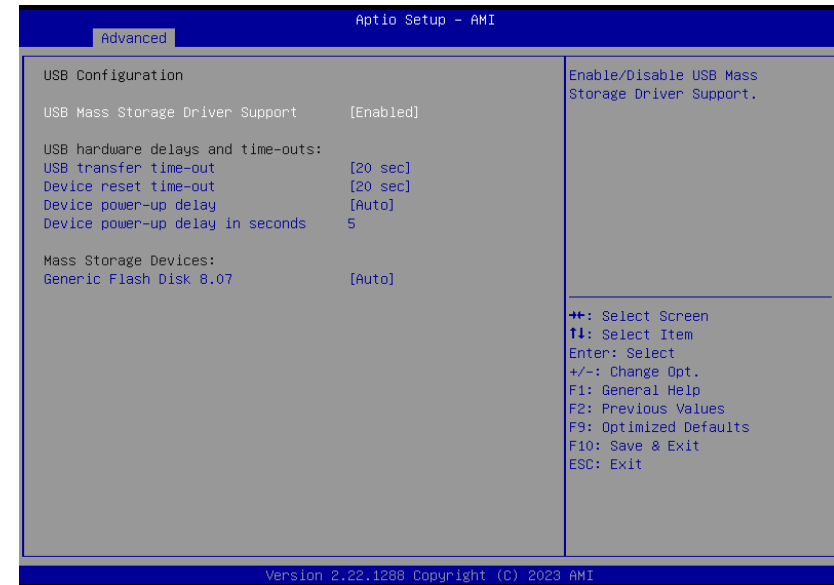 Aptio Setup - AMI
Advanced
USB Configuration
USB Mass Storage Driver Support [Enabled]
USB hardware delays and time-outs:
USB transfer time-out [20 sec]
Device reset time-out [20 sec]
Device power-up delay [Auto]
Device power-up delay in seconds 5
Mass Storage Devices:
Generic Flash Disk 8.07 [Auto]
Enable/Disable USB Mass
Storage Driver Support.
→←: Select Screen
↑↓: Select Item
Enter: Select
+/-: Change Opt.
F1: General Help
F2: Previous Values
F9: Optimized Defaults
F10: Save & Exit
ESC: Exit
Version 2.22.1288 Copyright (C) 2023 AMI